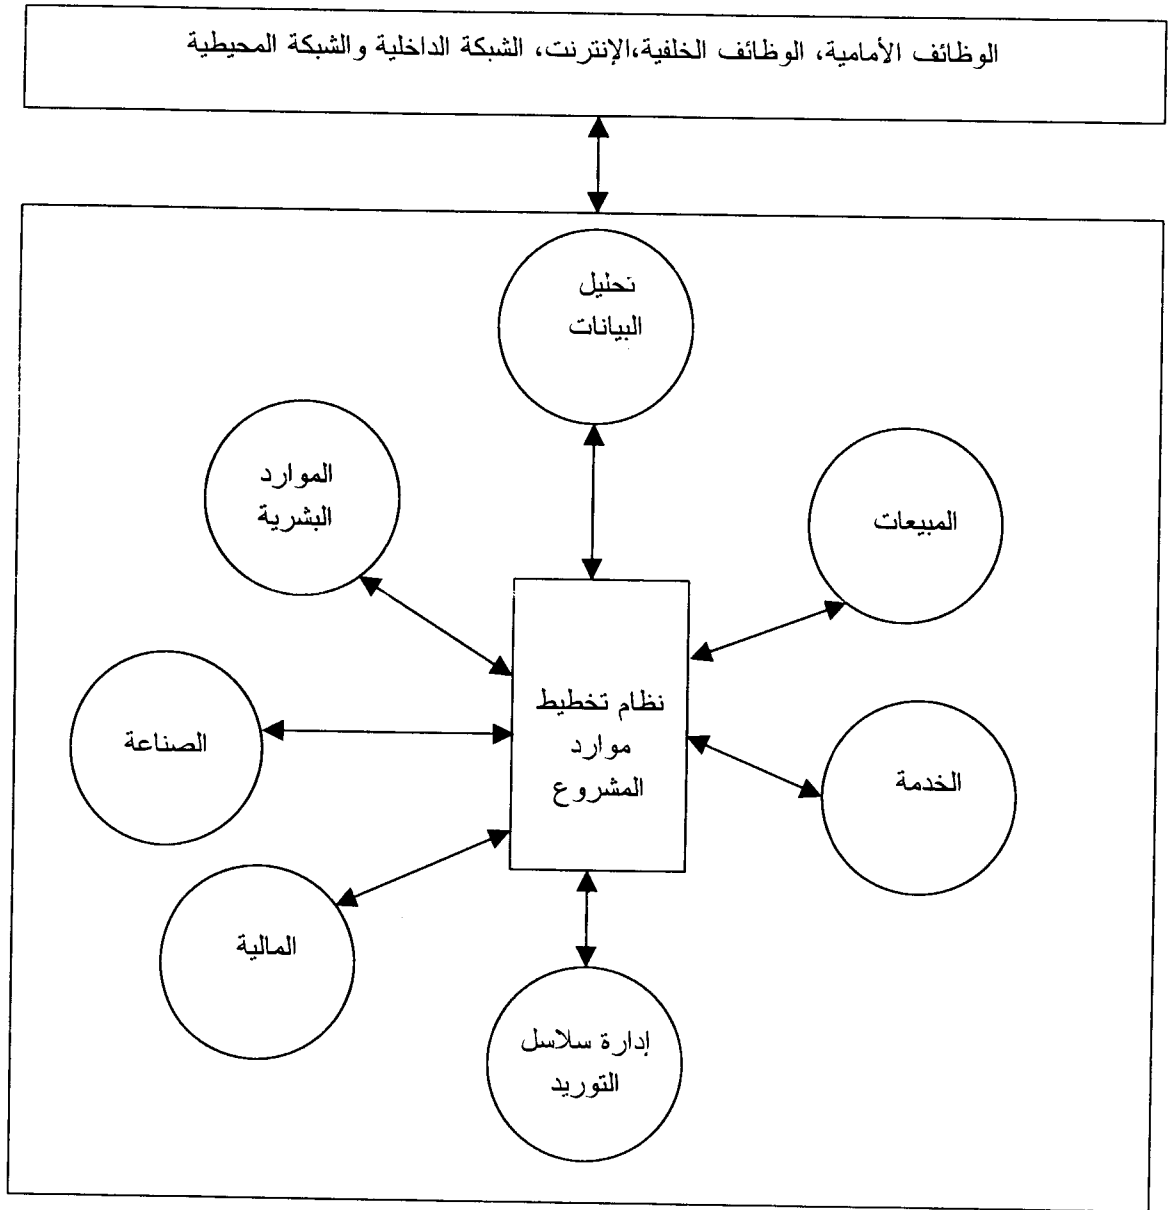 الوظائف الأمامية، الوظائف الخلفية،الإنترنت، الشبكة الداخلية والشبكة المحيطية
تحليل
البيانات
الموارد
البشرية
المبيعات
نظام تخطيط
موارد
المشروع
الصناعة
الخدمة
المالية
إدارة سلاسل
التوريد